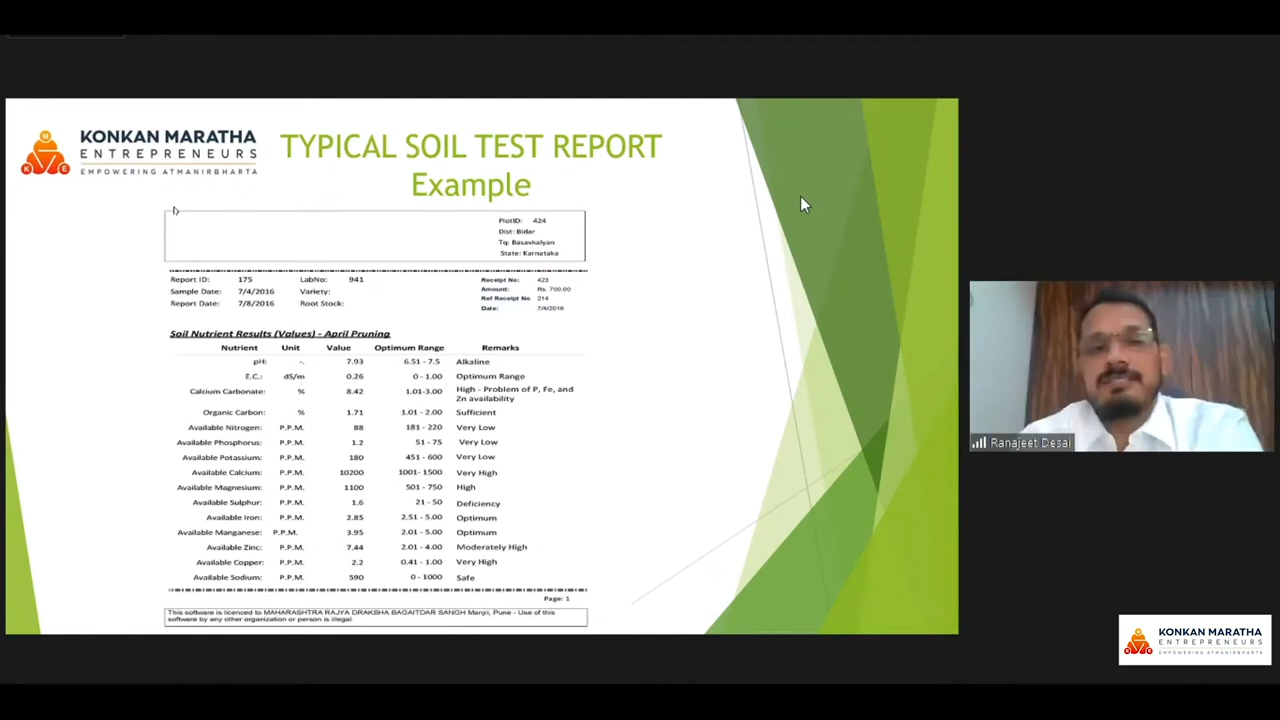 KONKAN MARATHA
ENTREPRENEURS
EMPOWERING ATMANIRBHARTA
TYPICAL SOIL TEST REPORT
Example
PlotID: 424
Dist: Bidar
Tq: Basavkalyan
State: Karnataka
Report ID: 175 LabNo: 941 Receipt No: 423
Sample Date: 7/4/2016 Variety: Amount: Rs. 700.00
Report Date: 7/8/2016 Root Stock: Ref Receipt No 214
Date: 7/4/2016
Soil Nutrient Results (Values) - April Pruning
Nutrient Unit Value Optimum Range Remarks
pH: -. 7.93 6.51 - 7.5 Alkaline
E.C.: dS/m 0.26 0 - 1.00 Optimum Range
Calcium Carbonate: % 8.42 1.01-3.00 High - Problem of P, Fe, and
Zn availability
Organic Carbon: % 1.71 1.01 - 2.00 Sufficient
Available Nitrogen: P.P.M. 88 181 - 220 Very Low
Available Phosphorus: P.P.M. 1.2 51 - 75 Very Low
Available Potassium: P.P.M. 180 451 - 600 Very Low
Available Calcium: P.P.M. 10200 1001- 1500 Very High
Available Magnesium: P.P.M. 1100 501 - 750 High
Available Sulphur: P.P.M. 1.6 21 - 50 Deficiency
Available Iron: P.P.M. 2.85 2.51 - 5.00 Optimum
Available Manganese: P.P.M. 3.95 2.01 - 5.00 Optimum
Available Zinc: P.P.M. 7.44 2.01 - 4.00 Moderately High
Available Copper: P.P.M. 2.2 0.41 - 1.00 Very High
Available Sodium: P.P.M. 590 0 - 1000 Safe
Page: 1
This software is licenced to MAHARASHTRA RAJYA DRAKSHA BAGAITDAR SANGH Manjri, Pune - Use of this
software by any other organization or person is illegal.
Ranajeet Desai
KONKAN MARATHA
ENTREPRENEURS
EMPOWERING ATMANIRBHARTA